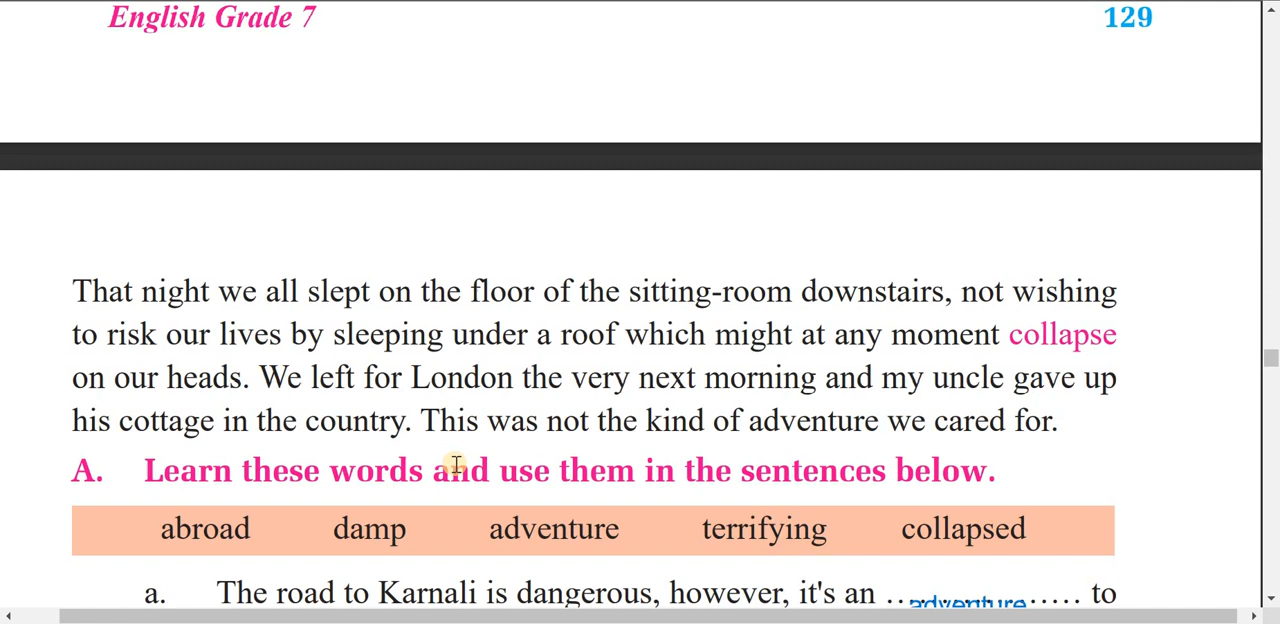 English Grade 7 129
That night we all slept on the floor of the sitting-room downstairs, not wishing
to risk our lives by sleeping under a roof which might at any moment collapse
on our heads. We left for London the very next morning and my uncle gave up
his cottage in the country. This was not the kind of adventure we cared for.
A. Learn these words and use them in the sentences below.
abroad damp adventure terrifying collapsed
a. The road to Karnali is dangerous, however, it's an ....adventure..... to